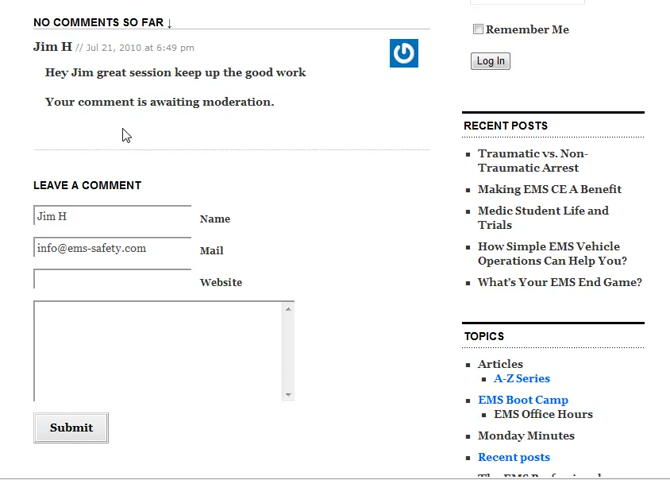 NO COMMENTS SO FAR ↓
Jim H // Jul 21, 2010 at 6:49 pm
Hey Jim great session keep up the good work
Your comment is awaiting moderation.
LEAVE A COMMENT
Jim H Name
info@ems-safety.com Mail
Website
Submit
Remember Me
Log In
RECENT POSTS
Traumatic vs. Non-
Traumatic Arrest
Making EMS CE A Benefit
Medic Student Life and
Trials
How Simple EMS Vehicle
Operations Can Help You?
What's Your EMS End Game?
TOPICS
Articles
A-Z Series
EMS Boot Camp
EMS Office Hours
Monday Minutes
Recent posts
The EMS Professional